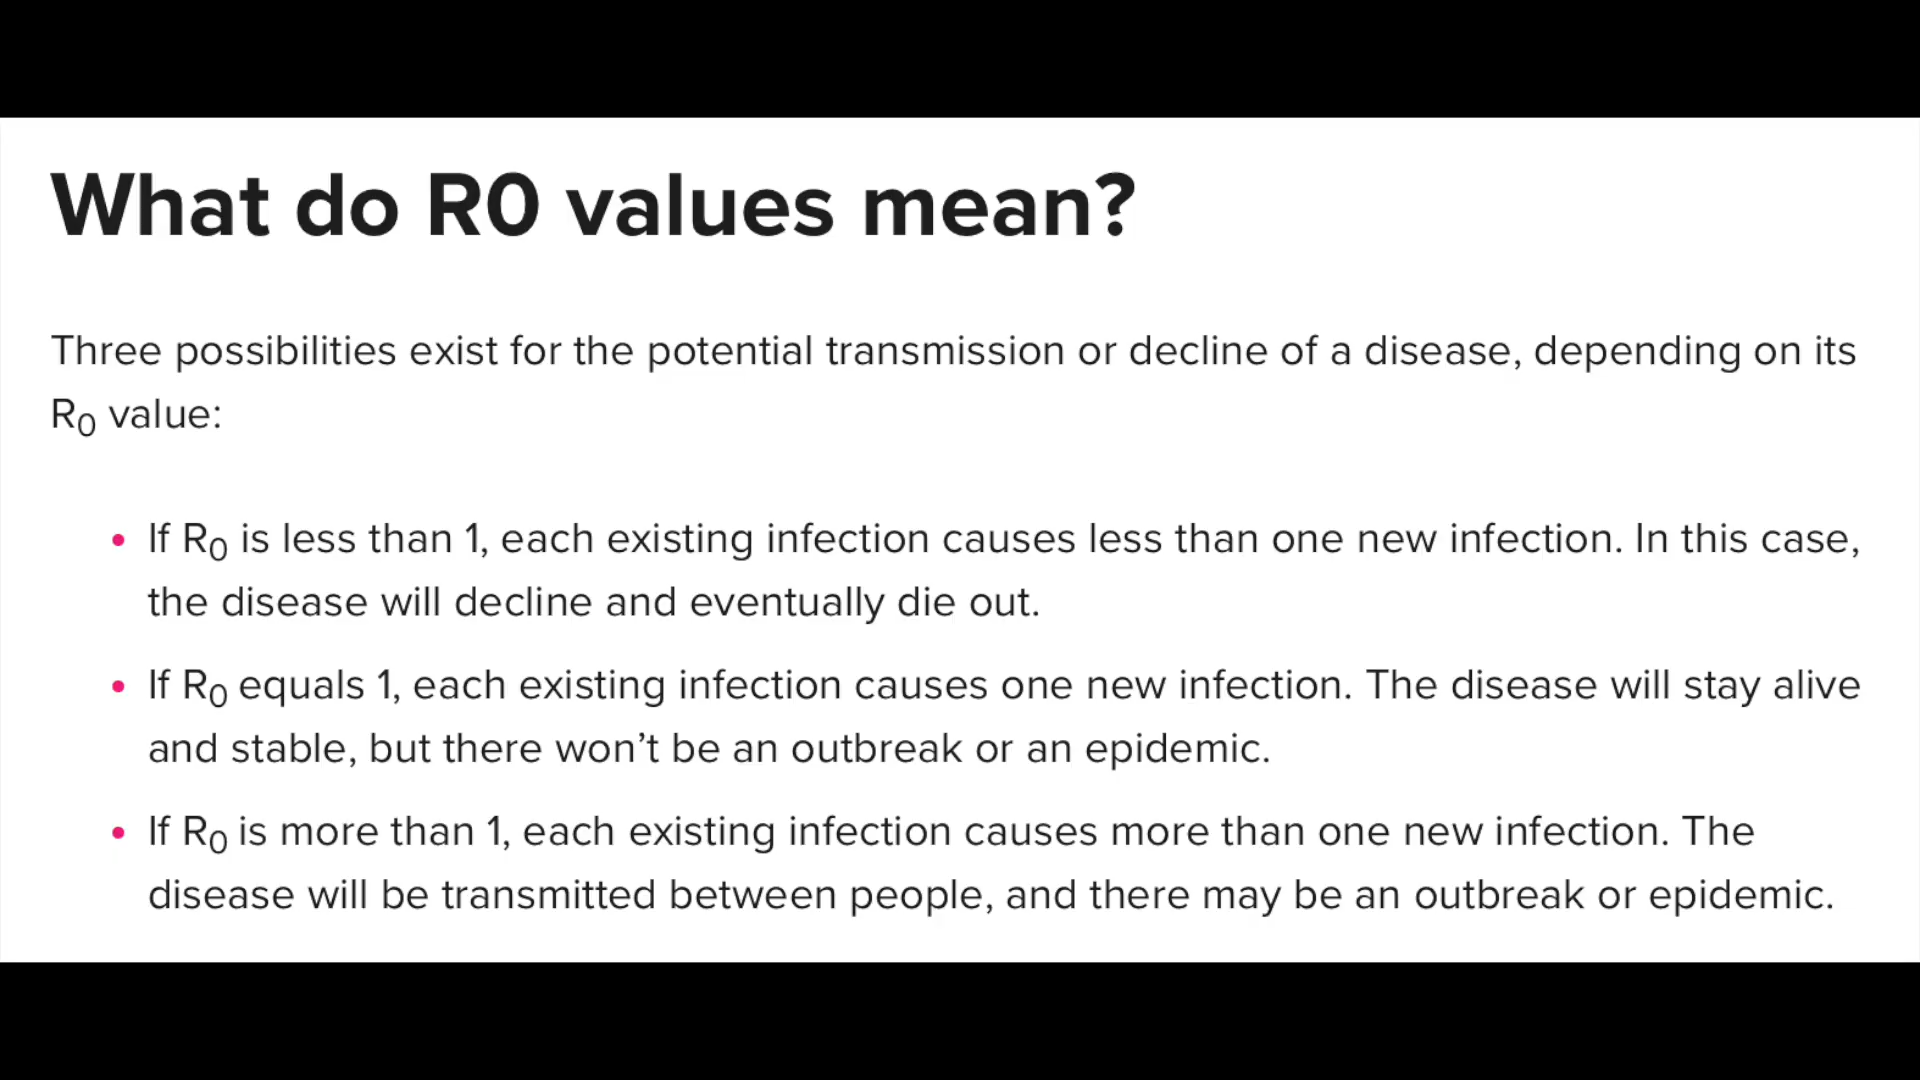 What do R0 values mean?
Three possibilities exist for the potential transmission or decline of a disease, depending on its
R₀ value:
• If R₀ is less than 1, each existing infection causes less than one new infection. In this case,
the disease will decline and eventually die out.
• If R₀ equals 1, each existing infection causes one new infection. The disease will stay alive
and stable, but there won’t be an outbreak or an epidemic.
• If R₀ is more than 1, each existing infection causes more than one new infection. The
disease will be transmitted between people, and there may be an outbreak or epidemic.